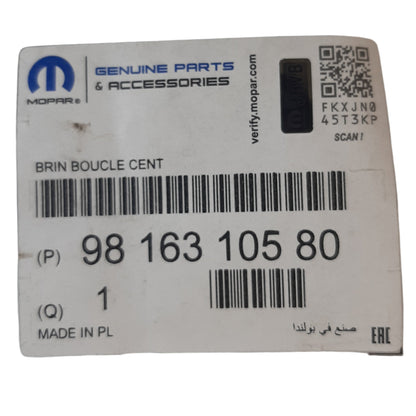 MOPAR®
GENUINE PARTS
& ACCESSORIES
verify.mopar.com
FKXJN0
45T3KP
SCAN!
BRIN BOUCLE CENT
(P) 98 163 105 80
(Q) 1
MADE IN PL
صنع في بولندا
EAC